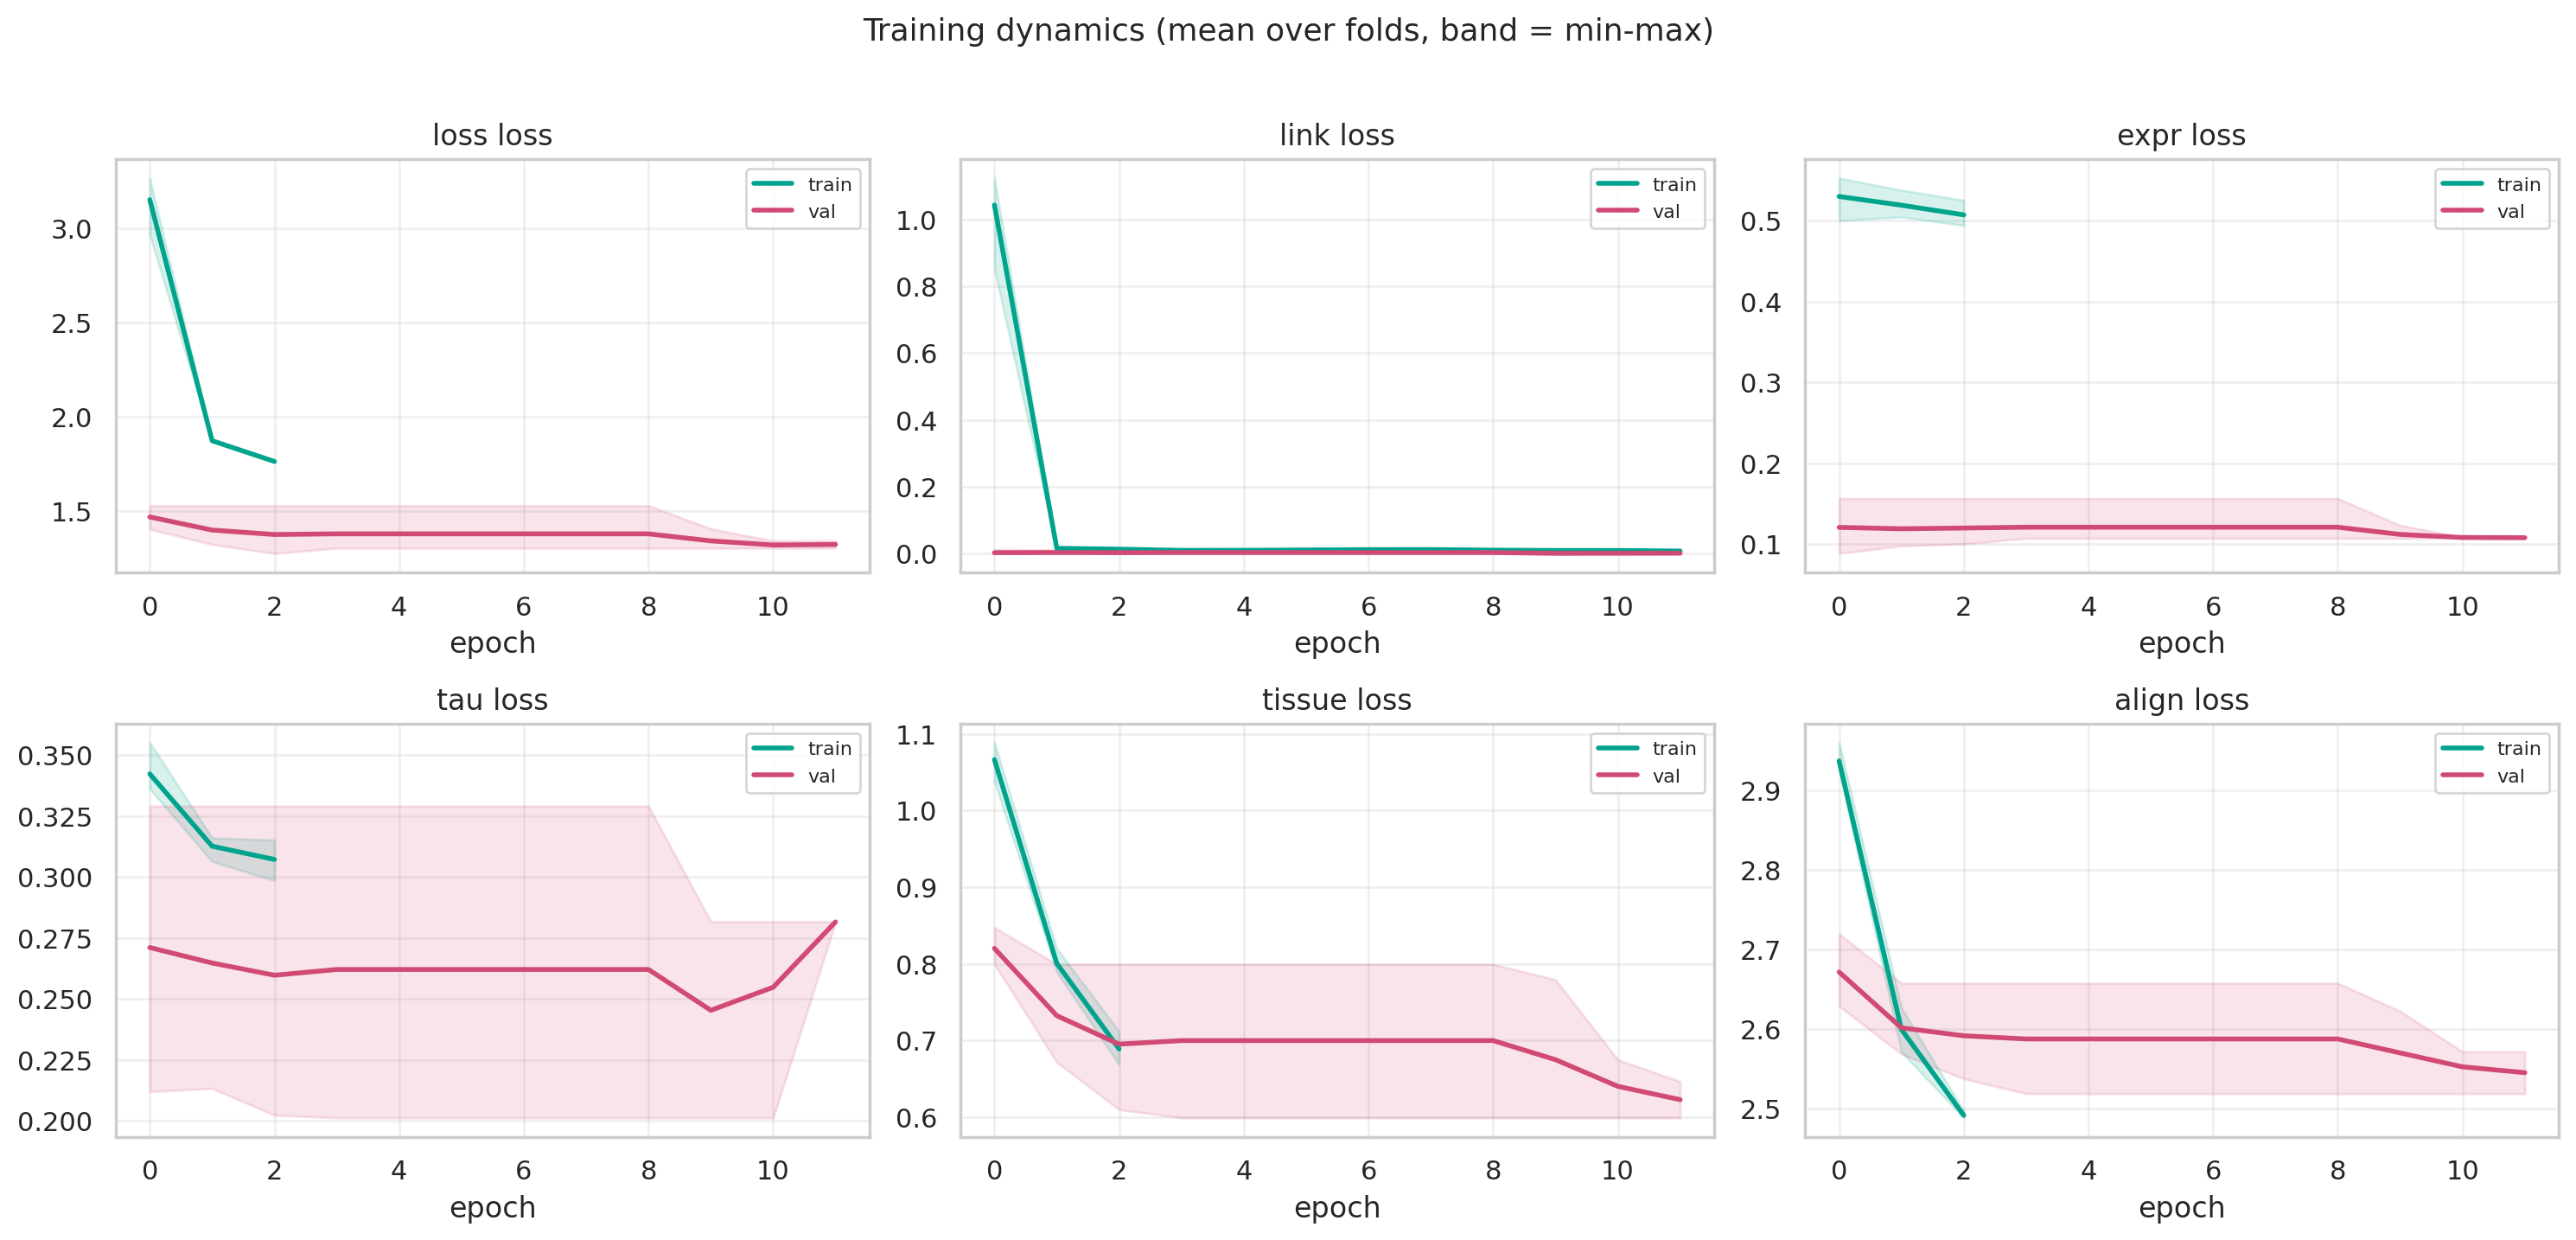 Training dynamics (mean over folds, band = min-max)
loss loss
train
val
3.0
2.5
2.0
1.5
0 2 4 6 8 10
epoch
link loss
train
val
1.0
0.8
0.6
0.4
0.2
0.0
0 2 4 6 8 10
epoch
expr loss
train
val
0.5
0.4
0.3
0.2
0.1
0 2 4 6 8 10
epoch
tau loss
train
val
0.350
0.325
0.300
0.275
0.250
0.225
0.200
0 2 4 6 8 10
epoch
tissue loss
train
val
1.1
1.0
0.9
0.8
0.7
0.6
0 2 4 6 8 10
epoch
align loss
train
val
2.9
2.8
2.7
2.6
2.5
0 2 4 6 8 10
epoch